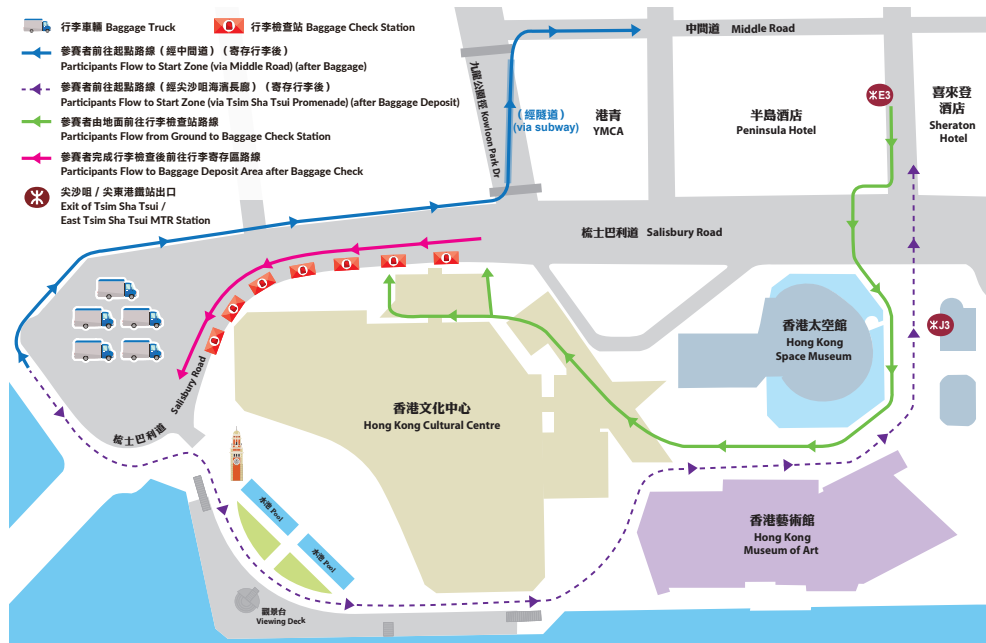 行李車輛 Baggage Truck
行李檢查站 Baggage Check Station
參賽者前往起點路線（經中間道）（寄存行李後）
Participants Flow to Start Zone (via Middle Road) (after Baggage)
參賽者前往起點路線（經尖沙咀海濱長廊）（寄存行李後）
Participants Flow to Start Zone (via Tsim Sha Tsui Promenade) (after Baggage Deposit)
參賽者由地面前往行李檢查站路線
Participants Flow from Ground to Baggage Check Station
參賽者完成行李檢查後前往行李寄存區路線
Participants Flow to Baggage Deposit Area after Baggage Check
尖沙咀 / 尖東港鐵站出口
Exit of Tsim Sha Tsui /
East Tsim Sha Tsui MTR Station
中間道 Middle Road
九龍公園徑 Kowloon Park Dr
（經隧道）
(via subway)
港青
YMCA
半島酒店
Peninsula Hotel
E3
喜來登
酒店
Sheraton
Hotel
梳士巴利道 Salisbury Road
香港太空館
Hong Kong
Space Museum
J3
Salisbury Road
梳士巴利道
香港文化中心
Hong Kong Cultural Centre
水池 Pool
水池 Pool
香港藝術館
Hong Kong
Museum of Art
觀景台
Viewing Deck